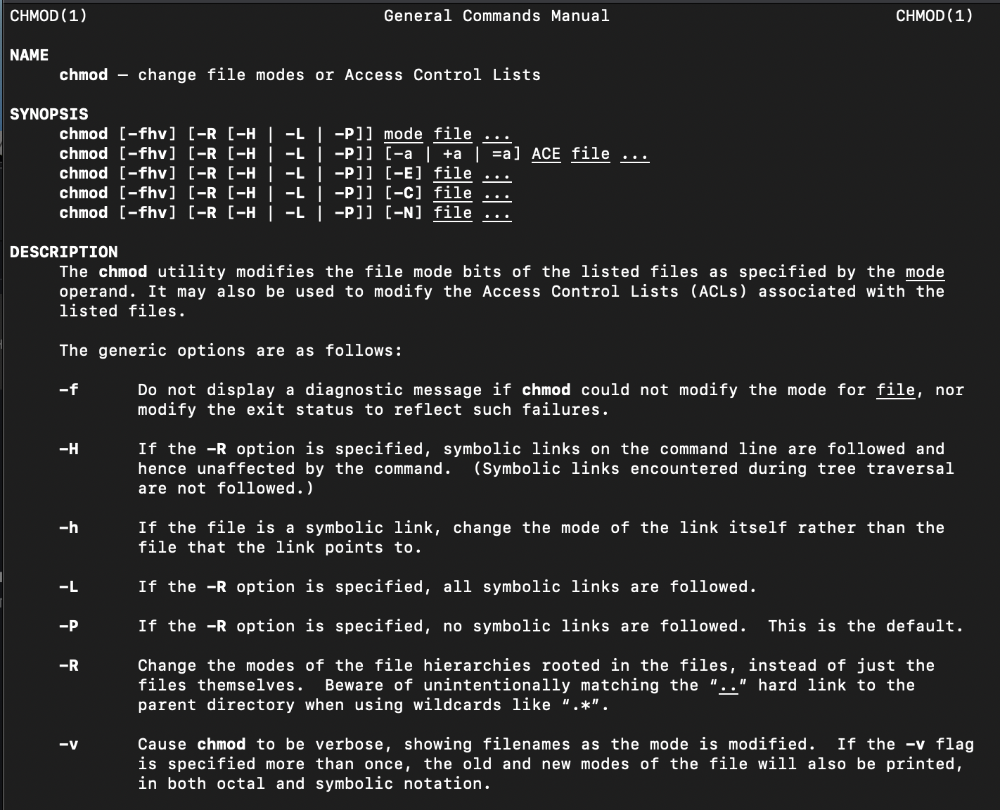 CHMOD(1) General Commands Manual CHMOD(1)
NAME
chmod – change file modes or Access Control Lists
SYNOPSIS
chmod [-fhv] [-R [-H | -L | -P]] mode file ...
chmod [-fhv] [-R [-H | -L | -P]] [-a | +a | =a] ACE file ...
chmod [-fhv] [-R [-H | -L | -P]] [-E] file ...
chmod [-fhv] [-R [-H | -L | -P]] [-C] file ...
chmod [-fhv] [-R [-H | -L | -P]] [-N] file ...
DESCRIPTION
The chmod utility modifies the file mode bits of the listed files as specified by the mode
operand. It may also be used to modify the Access Control Lists (ACLs) associated with the
listed files.
The generic options are as follows:
-f Do not display a diagnostic message if chmod could not modify the mode for file, nor
modify the exit status to reflect such failures.
-H If the -R option is specified, symbolic links on the command line are followed and
hence unaffected by the command. (Symbolic links encountered during tree traversal
are not followed.)
-h If the file is a symbolic link, change the mode of the link itself rather than the
file that the link points to.
-L If the -R option is specified, all symbolic links are followed.
-P If the -R option is specified, no symbolic links are followed. This is the default.
-R Change the modes of the file hierarchies rooted in the files, instead of just the
files themselves. Beware of unintentionally matching the “..” hard link to the
parent directory when using wildcards like “.*”.
-v Cause chmod to be verbose, showing filenames as the mode is modified. If the -v flag
is specified more than once, the old and new modes of the file will also be printed,
in both octal and symbolic notation.